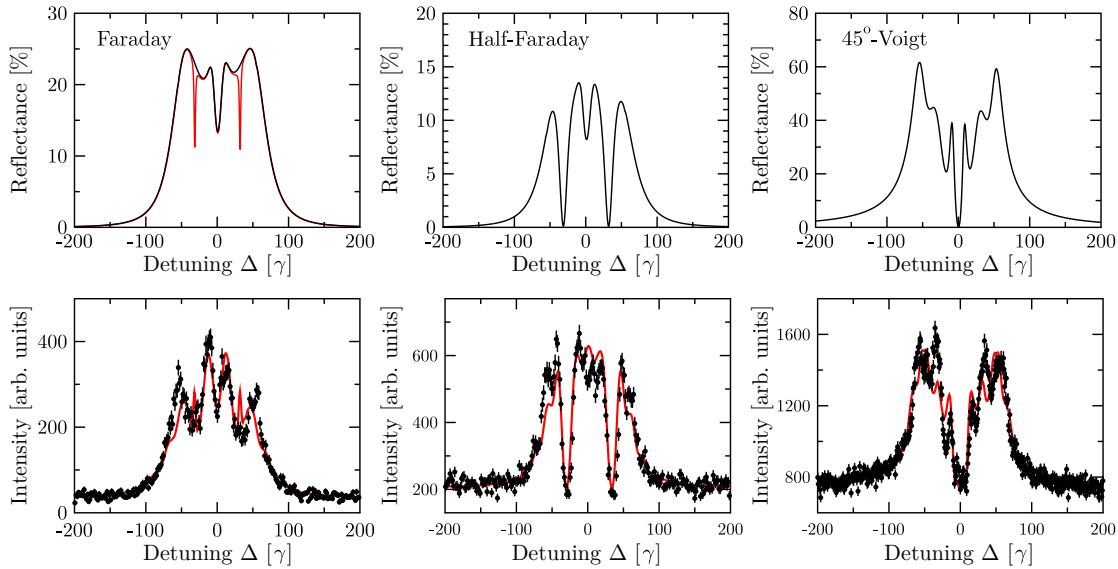 Faraday
Reflectance [%]
30
25
20
15
10
5
0
-200 -100 0 100 200
Detuning Δ [γ]
Half-Faraday
Reflectance [%]
20
15
10
5
0
-200 -100 0 100 200
Detuning Δ [γ]
45°-Voigt
Reflectance [%]
80
60
40
20
0
-200 -100 0 100 200
Detuning Δ [γ]
Intensity [arb. units]
400
200
0
-200 -100 0 100 200
Detuning Δ [γ]
Intensity [arb. units]
600
400
200
-200 -100 0 100 200
Detuning Δ [γ]
Intensity [arb. units]
1600
1200
800
-200 -100 0 100 200
Detuning Δ [γ]